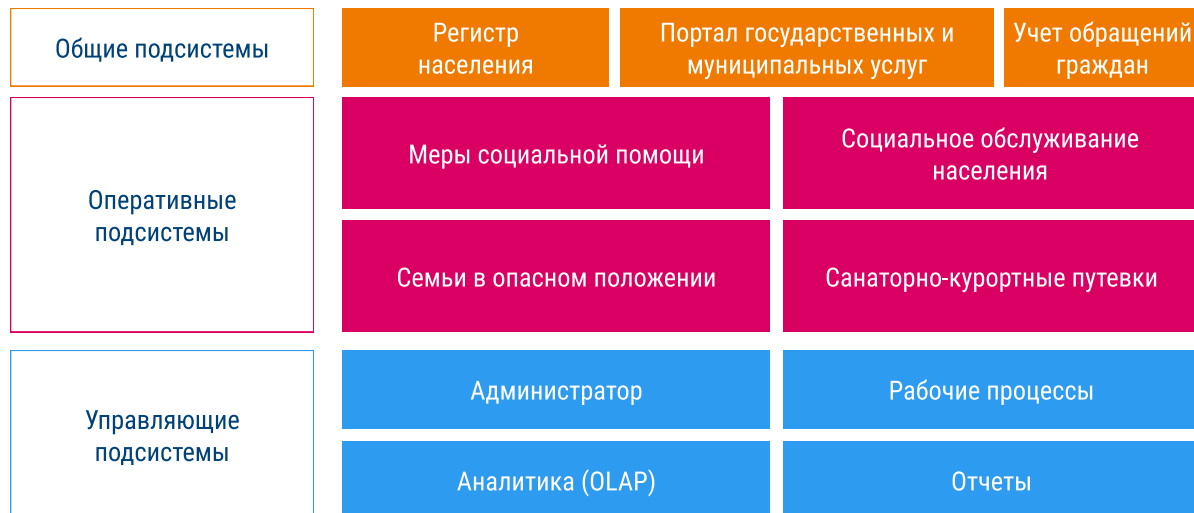 Общие подсистемы
Регистр
населения
Портал государственных и
муниципальных услуг
Учет обращений
граждан
Оперативные
подсистемы
Меры социальной помощи
Социальное обслуживание
населения
Семьи в опасном положении
Санаторно-курортные путевки
Управляющие
подсистемы
Администратор
Рабочие процессы
Аналитика (OLAP)
Отчеты